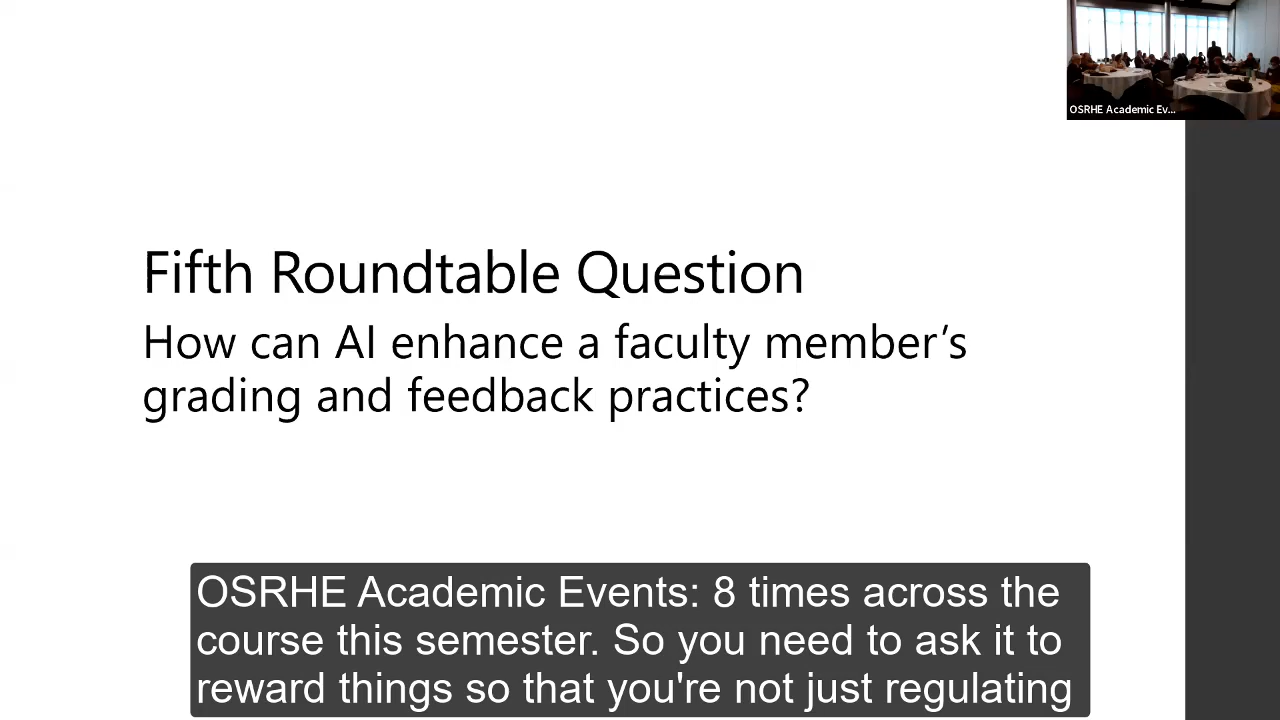 OSRHE Academic Ev...
Fifth Roundtable Question
How can AI enhance a faculty member’s
grading and feedback practices?
OSRHE Academic Events: 8 times across the
course this semester. So you need to ask it to
reward things so that you're not just regulating